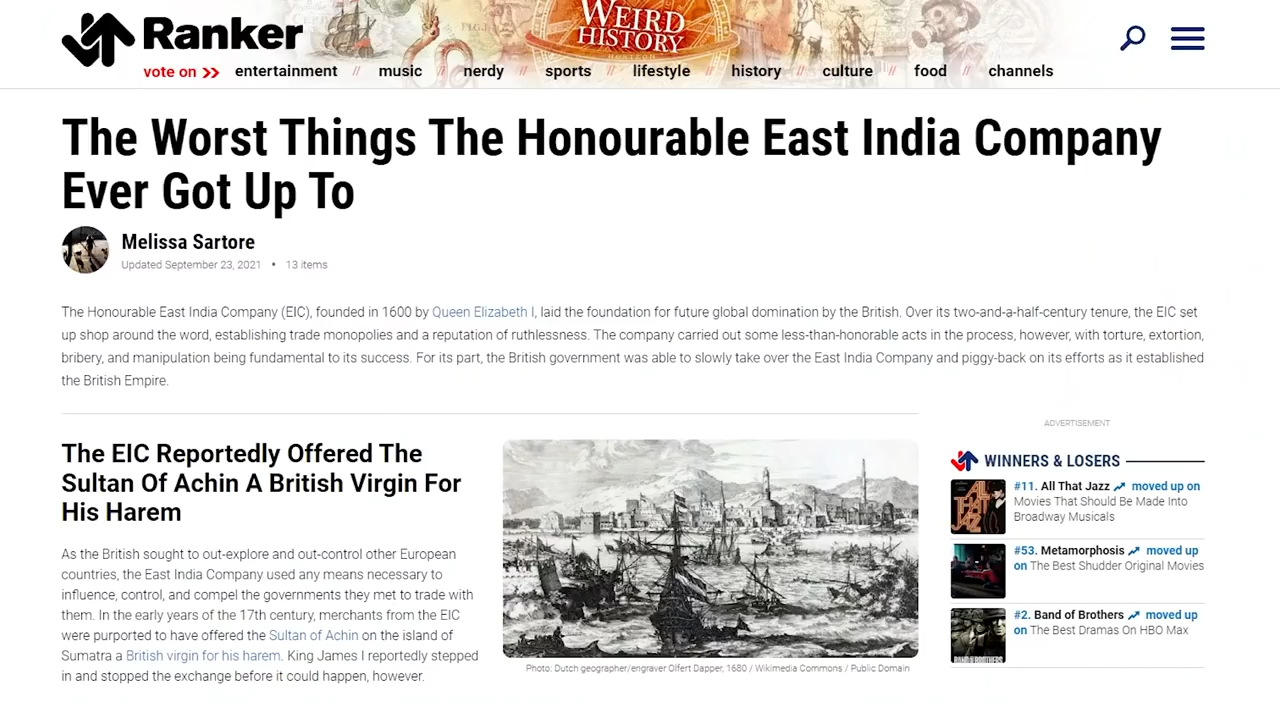 Ranker
WEIRD
HISTORY
vote on >> entertainment // music // nerdy // sports // lifestyle // history // culture // food // channels
The Worst Things The Honourable East India Company
Ever Got Up To
Melissa Sartore
Updated September 23, 2021 • 13 items
The Honourable East India Company (EIC), founded in 1600 by Queen Elizabeth I, laid the foundation for future global domination by the British. Over its two-and-a-half-century tenure, the EIC set
up shop around the word, establishing trade monopolies and a reputation of ruthlessness. The company carried out some less-than-honorable acts in the process, however, with torture, extortion,
bribery, and manipulation being fundamental to its success. For its part, the British government was able to slowly take over the East India Company and piggy-back on its efforts as it established
the British Empire.
The EIC Reportedly Offered The
Sultan Of Achin A British Virgin For
His Harem
As the British sought to out-explore and out-control other European
countries, the East India Company used any means necessary to
influence, control, and compel the governments they met to trade with
them. In the early years of the 17th century, merchants from the EIC
were purported to have offered the Sultan of Achin on the island of
Sumatra a British virgin for his harem. King James I reportedly stepped
in and stopped the exchange before it could happen, however.
Photo: Dutch geographer/engraver Olfert Dapper, 1680 / Wikimedia Commons / Public Domain
ADVERTISEMENT
WINNERS & LOSERS
ALL THAT JAZZ
#11. All That Jazz moved up on
Movies That Should Be Made Into
Broadway Musicals
#53. Metamorphosis moved up
on The Best Shudder Original Movies
#2. Band of Brothers moved up
on The Best Dramas On HBO Max
BAND OF BROTHERS